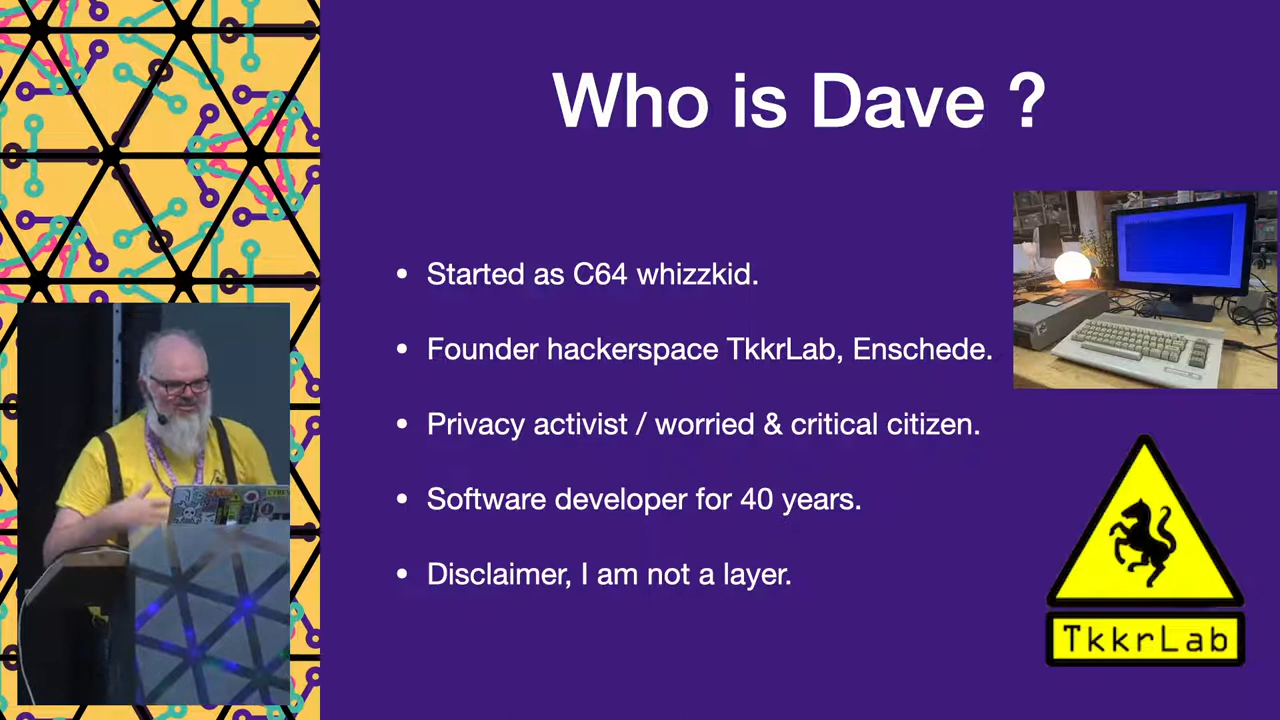 Who is Dave ?
• Started as C64 whizzkid.
• Founder hackerspace TkkrLab, Enschede.
• Privacy activist / worried & critical citizen.
• Software developer for 40 years.
• Disclaimer, I am not a layer.
TkkrLab